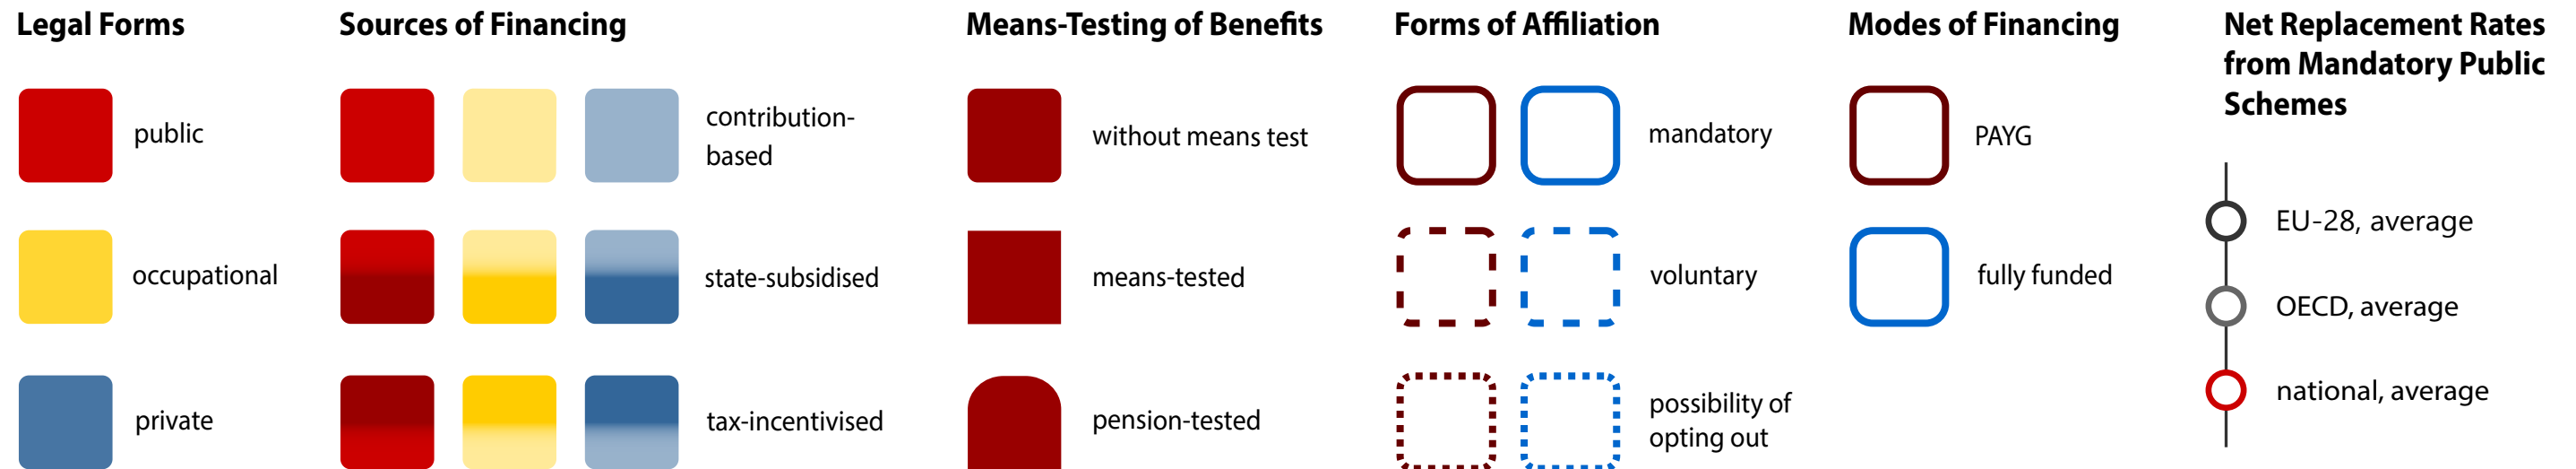 Legal Forms
public
occupational
private
Sources of Financing
contribution-
based
state-subsidised
tax-incentivised
Means-Testing of Benefits
without means test
means-tested
pension-tested
Forms of Affiliation
mandatory
voluntary
possibility of
opting out
Modes of Financing
PAYG
fully funded
Net Replacement Rates
from Mandatory Public
Schemes
EU-28, average
OECD, average
national, average